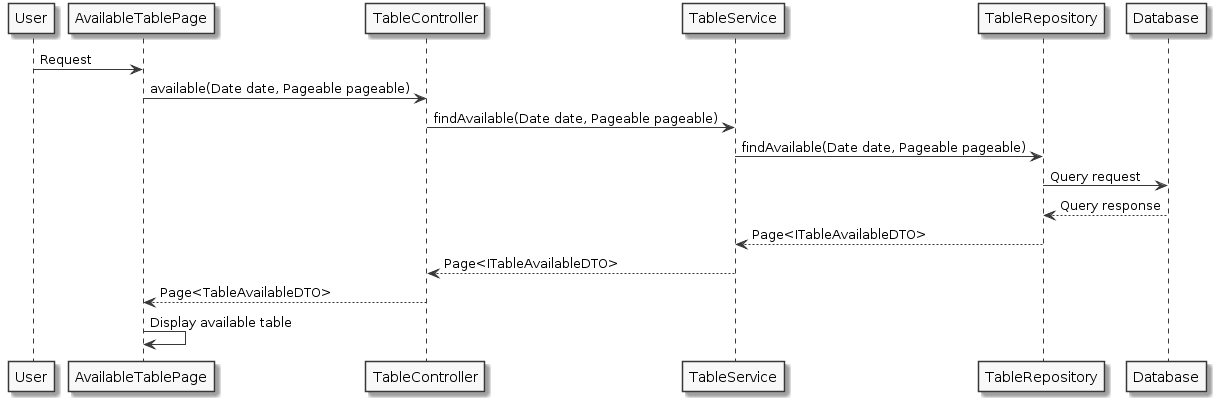 User
AvailableTablePage
TableController
TableService
TableRepository
Database
Request
available(Date date, Pageable pageable)
findAvailable(Date date, Pageable pageable)
findAvailable(Date date, Pageable pageable)
Query request
Query response
Page<ITableAvailableDTO>
Page<ITableAvailableDTO>
Page<TableAvailableDTO>
Display available table
User
AvailableTablePage
TableController
TableService
TableRepository
Database